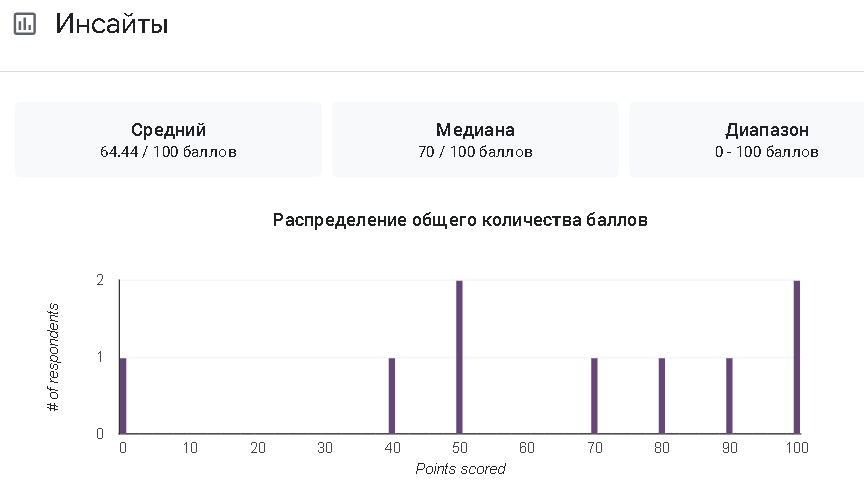 Инсайты
Средний
64.44 / 100 баллов
Медиана
70 / 100 баллов
Диапазон
0 - 100 баллов
Распределение общего количества баллов
# of respondents
2
1
0
0 10 20 30 40 50 60 70 80 90 100
Points scored